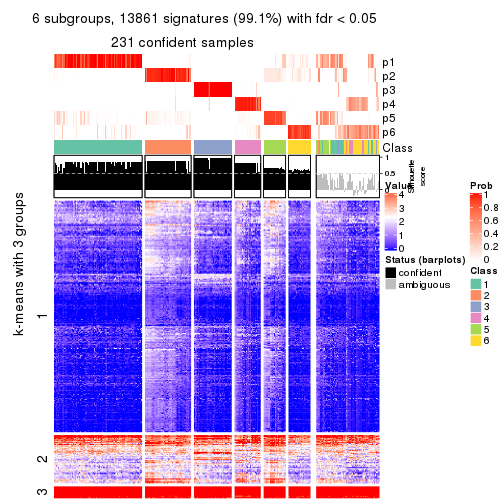 6 subgroups, 13861 signatures (99.1%) with fdr < 0.05
231 confident samples
p1
p2
p3
p4
p5
p6
Class
1
0.5
0
Silhouette
score
k-means with 3 groups
1
2
3
Value
4
3
2
1
0
Status (barplots)
confident
ambiguous
Prob
1
0.8
0.6
0.4
0.2
0
Class
1
2
3
4
5
6